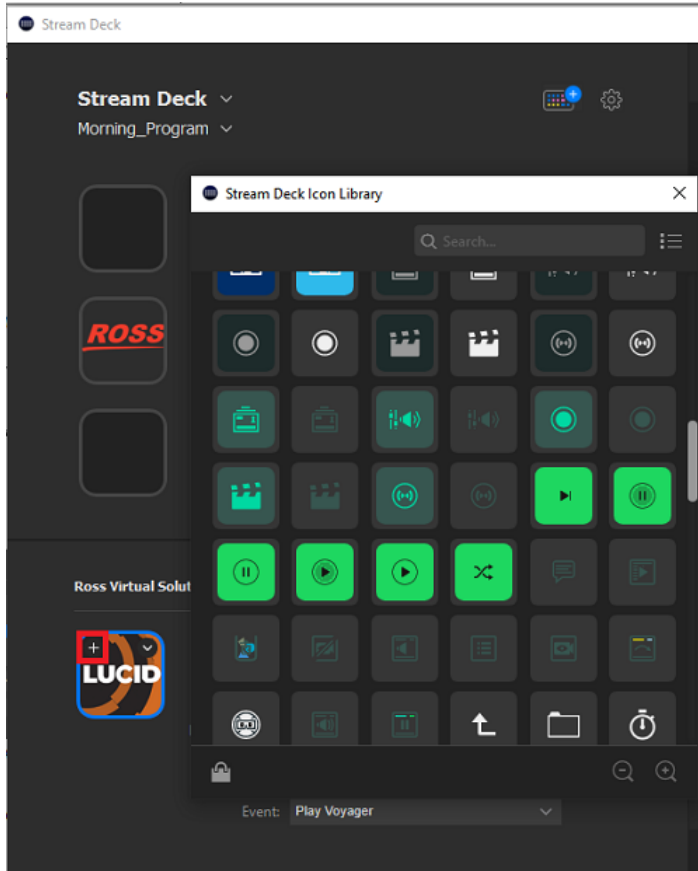 Stream Deck
Stream Deck
Morning_Program
Stream Deck Icon Library
Search...
ROSS
Ross Virtual Solut
LUCID
Event: Play Voyager